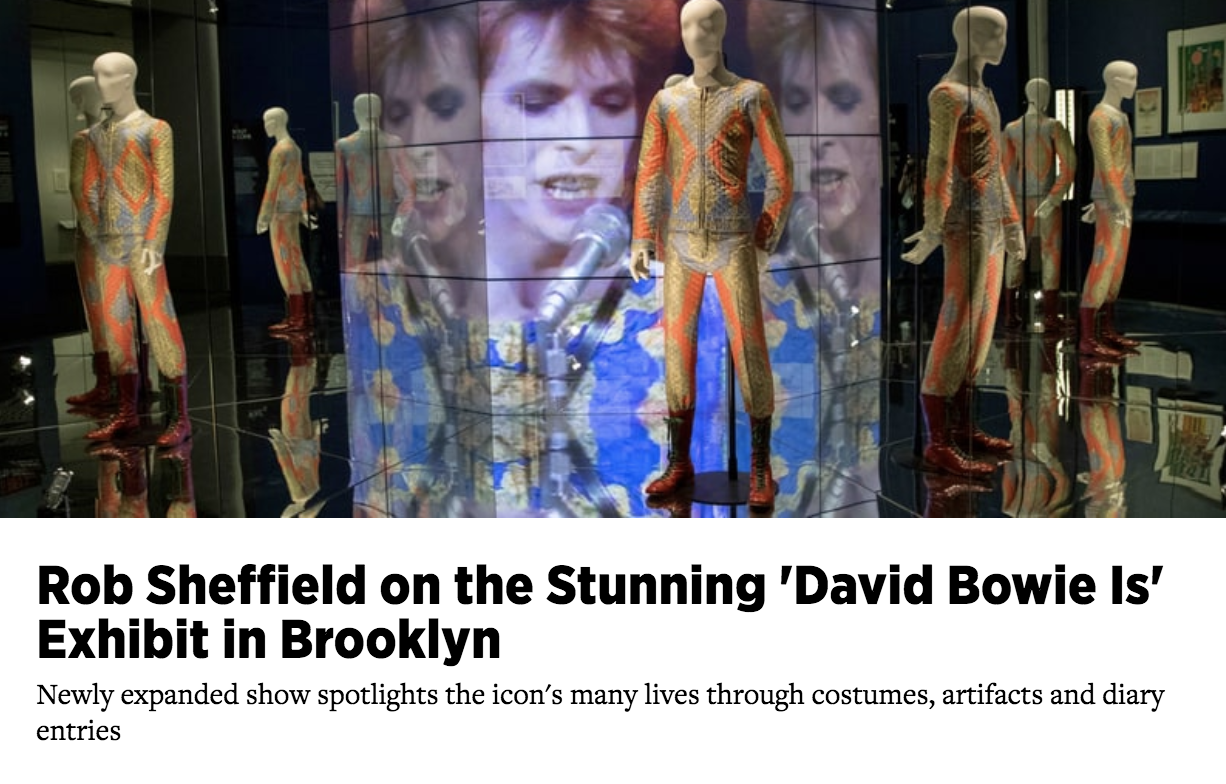 Rob Sheffield on the Stunning 'David Bowie Is'
Exhibit in Brooklyn
Newly expanded show spotlights the icon's many lives through costumes, artifacts and diary
entries